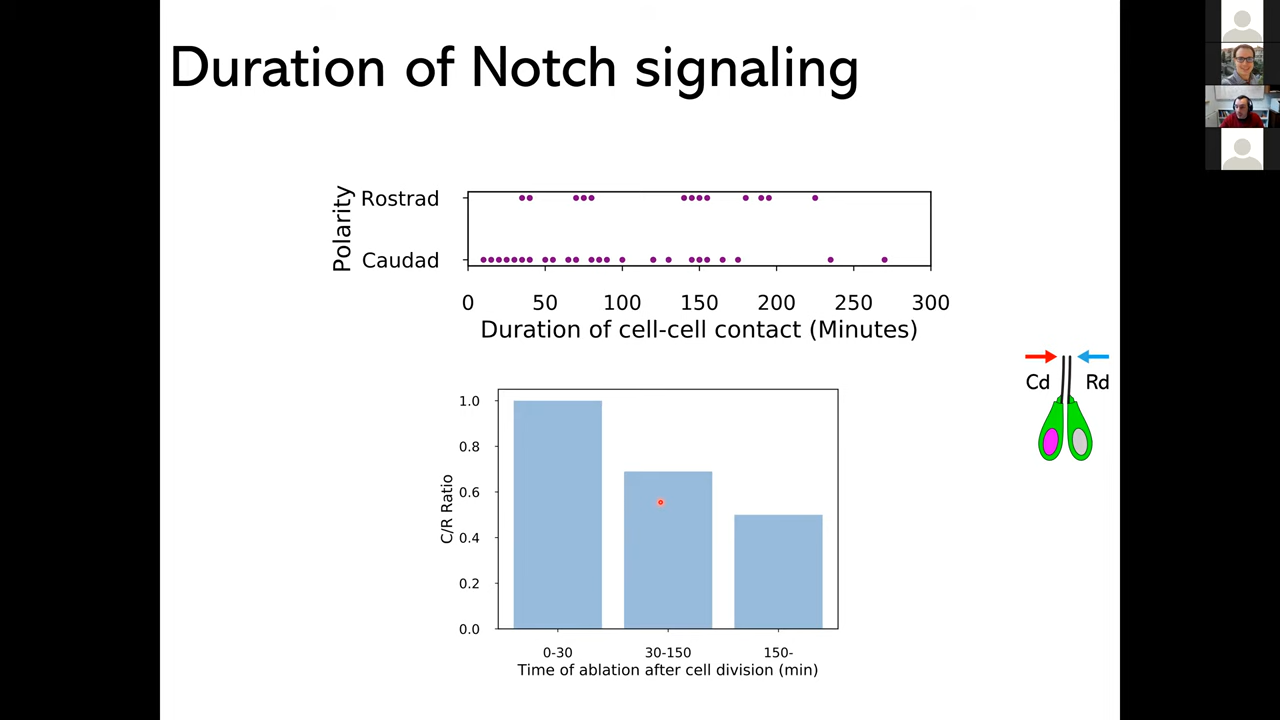 Duration of Notch signaling
Polarity
Rostrad
Caudad
0 50 100 150 200 250 300
Duration of cell-cell contact (Minutes)
Cd Rd
C/R Ratio
1.0
0.8
0.6
0.4
0.2
0.0
0-30 30-150 150-
Time of ablation after cell division (min)